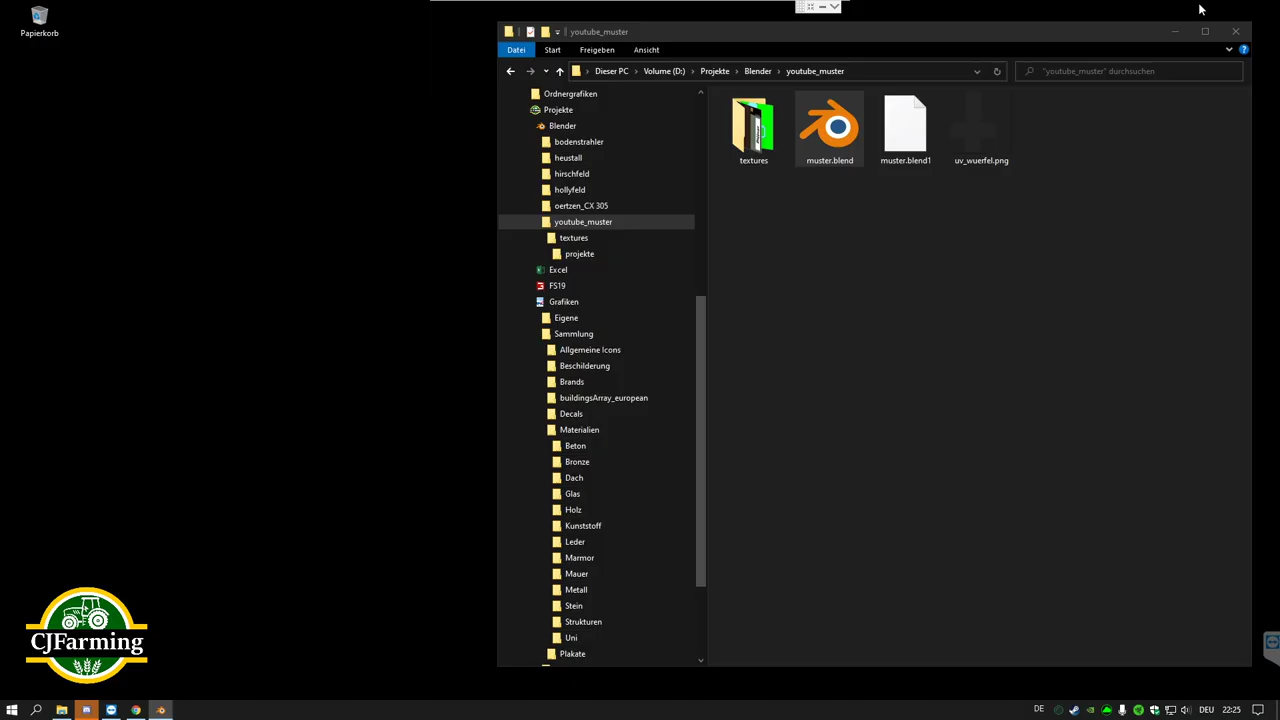 Papierkorb
youtube_muster
Datei
Start
Freigeben
Ansicht
Dieser PC
Volume (D:)
Projekte
Blender
youtube_muster
"youtube_muster" durchsuchen
Ordnergrafiken
Projekte
Blender
bodenstrahler
heustall
hirschfeld
hollyfeld
oertzen_CX 305
youtube_muster
textures
projekte
Excel
FS19
Grafiken
Eigene
Sammlung
Allgemeine Icons
Beschilderung
Brands
buildingsArray_european
Decals
Materialien
Beton
Bronze
Dach
Glas
Holz
Kunststoff
Leder
Marmor
Mauer
Metall
Stein
Strukturen
Uni
Plakate
textures
muster.blend
muster.blend1
uv_wuerfel.png
CJFarming
DE
DEU
22:25